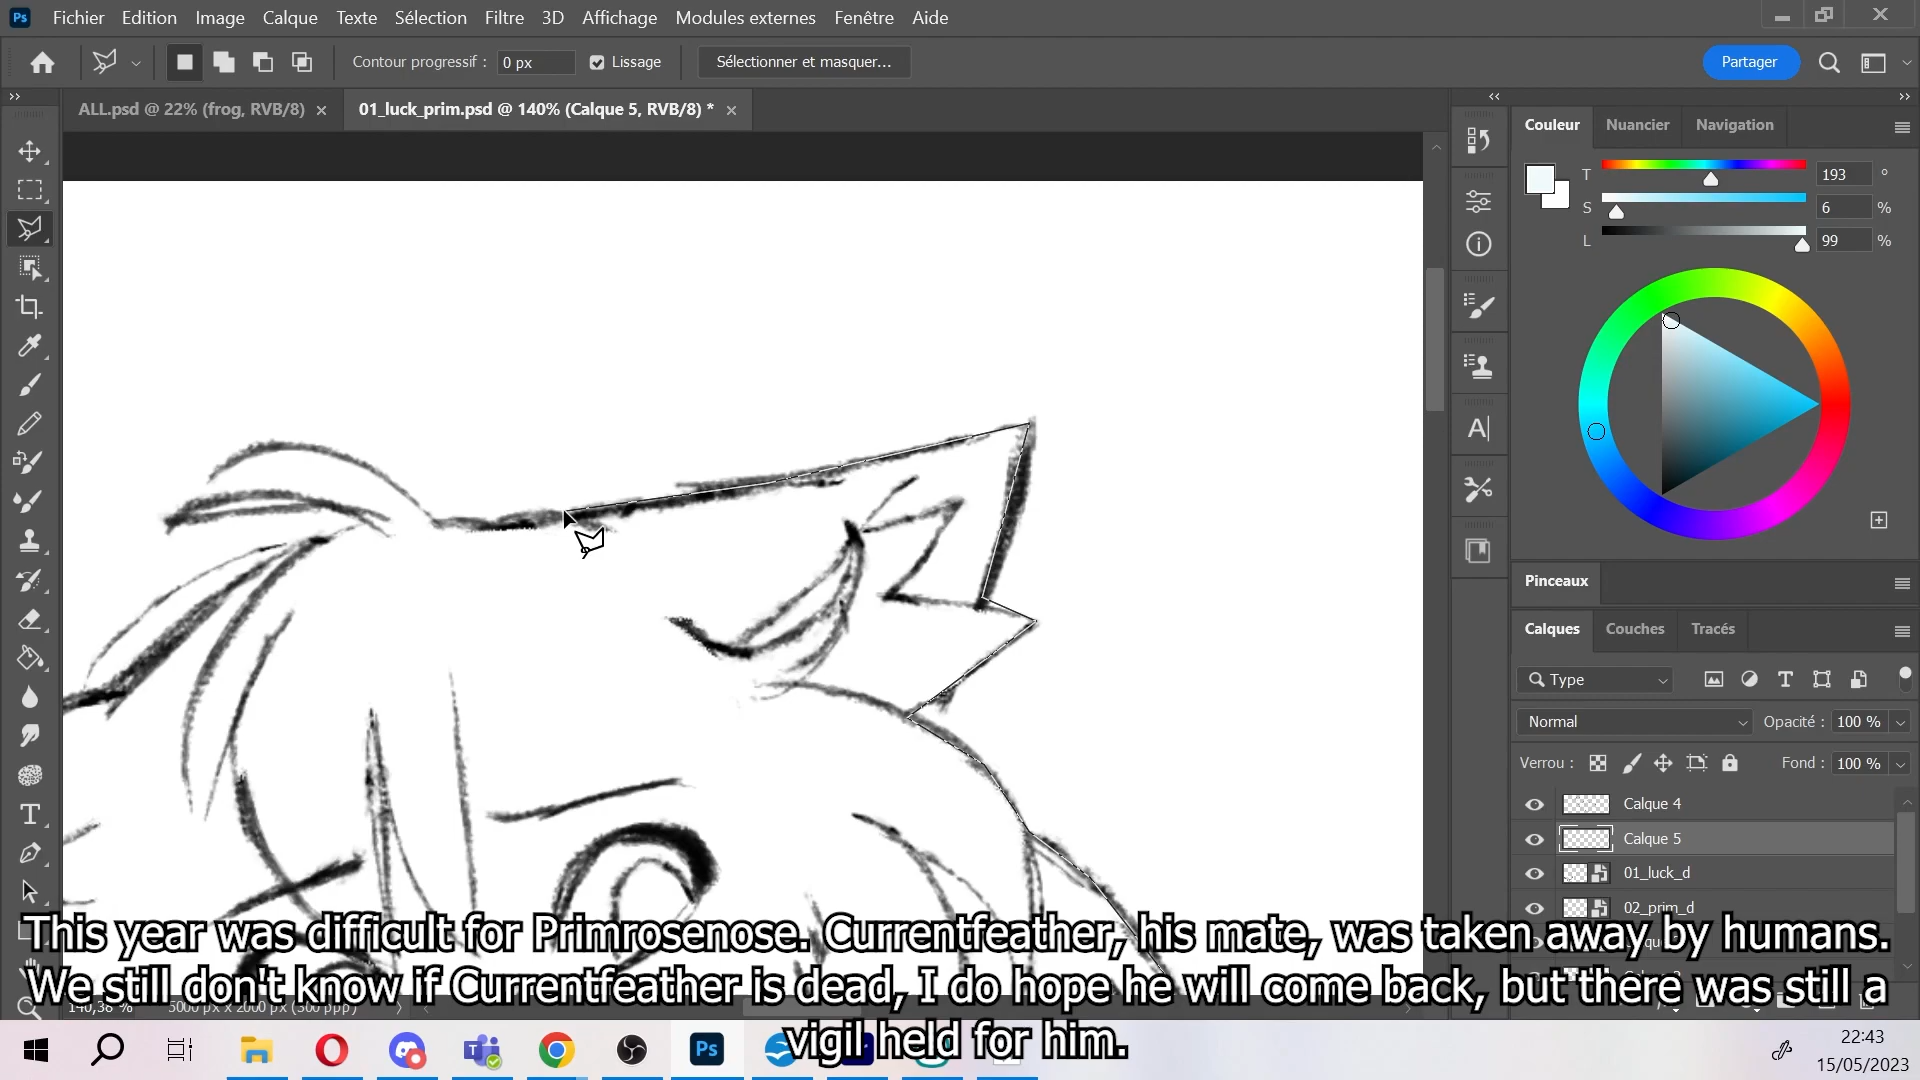 Fichier Edition Image Calque Texte Sélection Filtre 3D Affichage Modules externes Fenêtre Aide
Contour progressif : 0 px Lissage Sélectionner et masquer... Partager
ALL.psd @ 22% (frog, RVB/8) 01_luck_prim.psd @ 140% (Calque 5, RVB/8) *
Couleur Nuancier Navigation
T 193 °
S 6 %
L 99 %
Pinceaux
Calques Couches Tracés
Type
Normal Opacité : 100 %
Verrou : Fond : 100 %
Calque 4
Calque 5
01_luck_d
02_prim_d
This year was difficult for Primrosenose. Currentfeather, his mate, was taken away by humans.
We still don't know if Currentfeather is dead, I do hope he will come back, but there was still a
vigil held for him.
22:43
15/05/2023